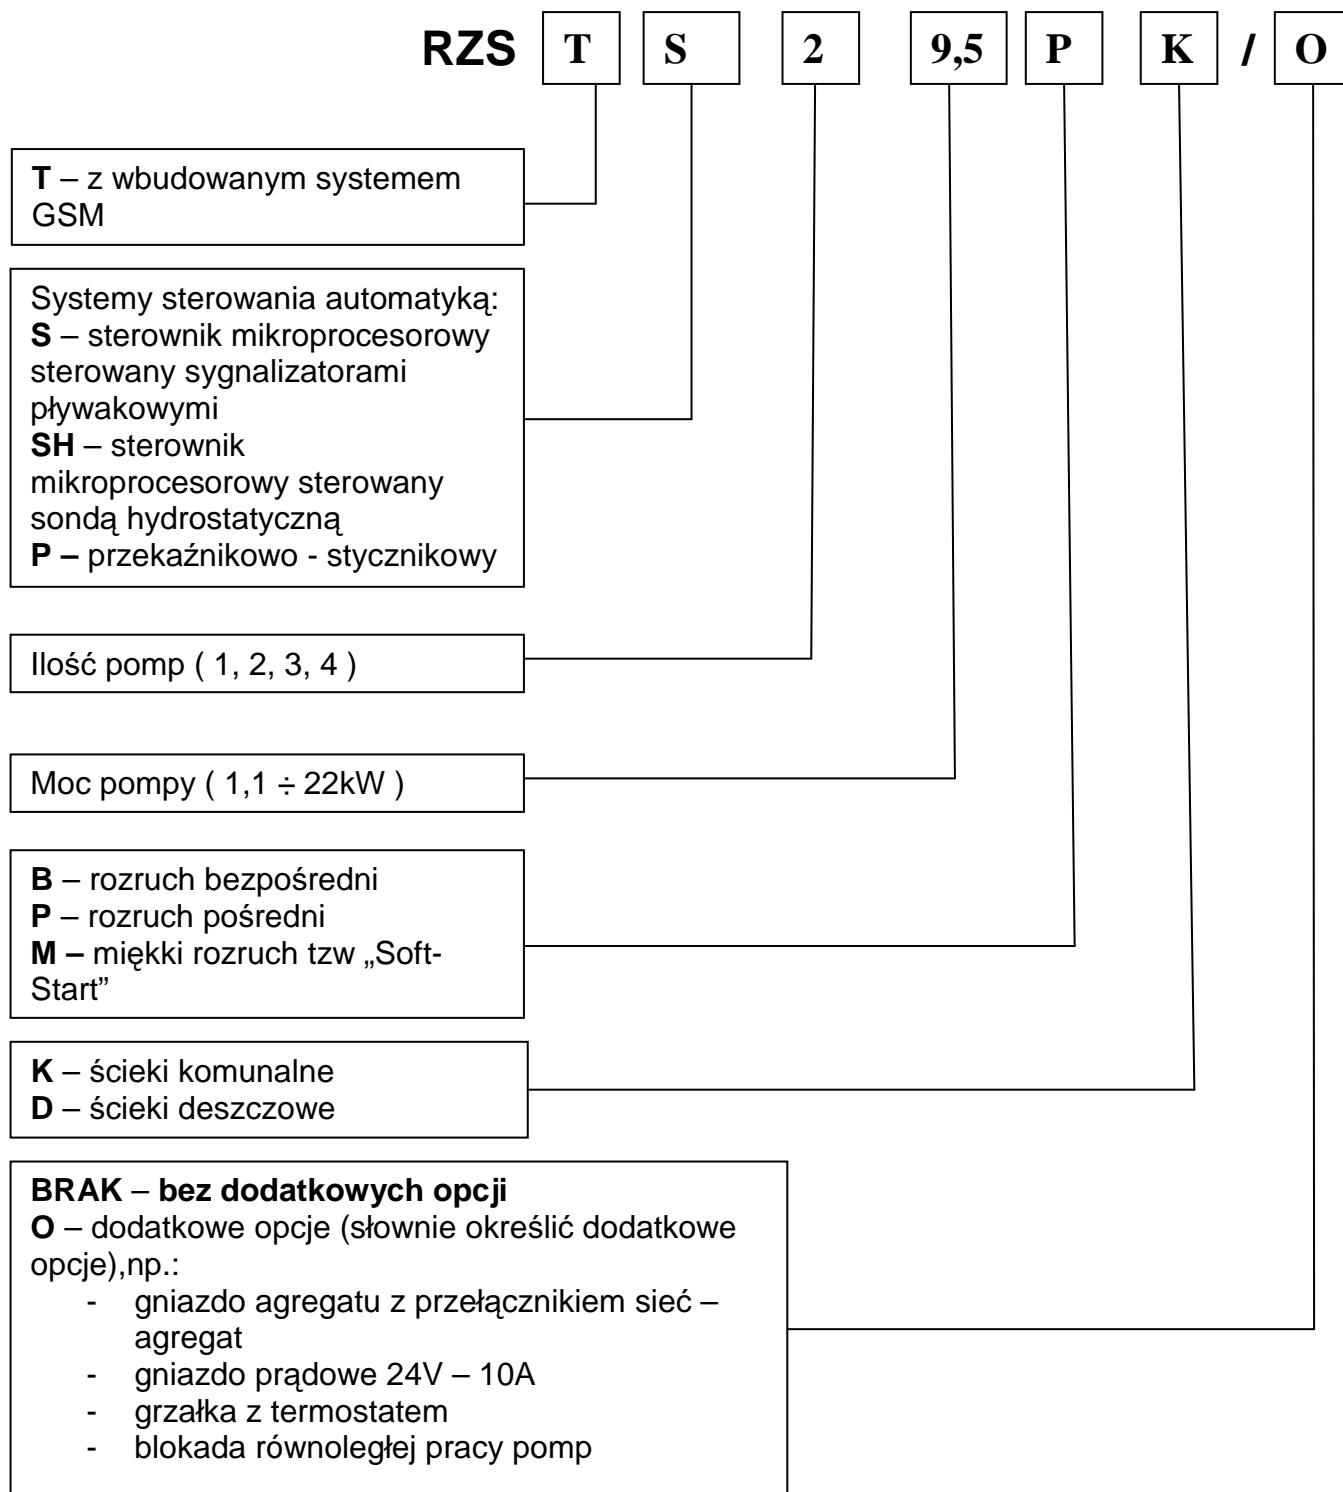 RZS T S 2 9,5 P K / O
T – z wbudowanym systemem
GSM
Systemy sterowania automatyką:
S – sterownik mikroprocesorowy
sterowany sygnalizatorami
pływakowymi
SH – sterownik
mikroprocesorowy sterowany
sondą hydrostatyczną
P – przekaźnikowo - stycznikowy
Ilość pomp ( 1, 2, 3, 4 )
Moc pompy ( 1,1 ÷ 22kW )
B – rozruch bezpośredni
P – rozruch pośredni
M – miękki rozruch tzw „Soft-
Start”
K – ścieki komunalne
D – ścieki deszczowe
BRAK – bez dodatkowych opcji
O – dodatkowe opcje (słownie określić dodatkowe
opcje),np.:
- gniazdo agregatu z przełącznikiem sieć –
agregat
- gniazdo prądowe 24V – 10A
- grzałka z termostatem
- blokada równoległej pracy pomp